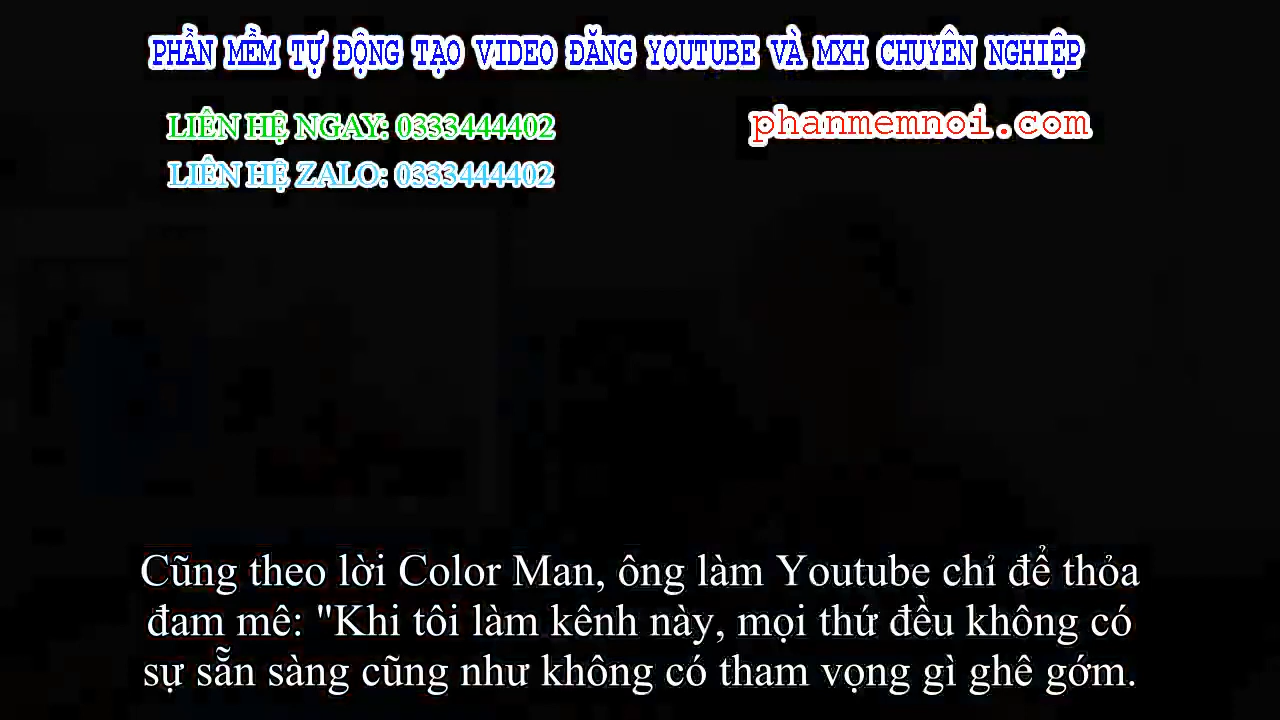 PHẦN MỀM TỰ ĐỘNG TẠO VIDEO ĐĂNG YOUTUBE VÀ MXH CHUYÊN NGHIỆP
LIÊN HỆ NGAY: 0333444402
phanmemnoi.com
LIÊN HỆ ZALO: 0333444402
Cũng theo lời Color Man, ông làm Youtube chỉ để thỏa
đam mê: "Khi tôi làm kênh này, mọi thứ đều không có
sự sẵn sàng cũng như không có tham vọng gì ghê gớm.